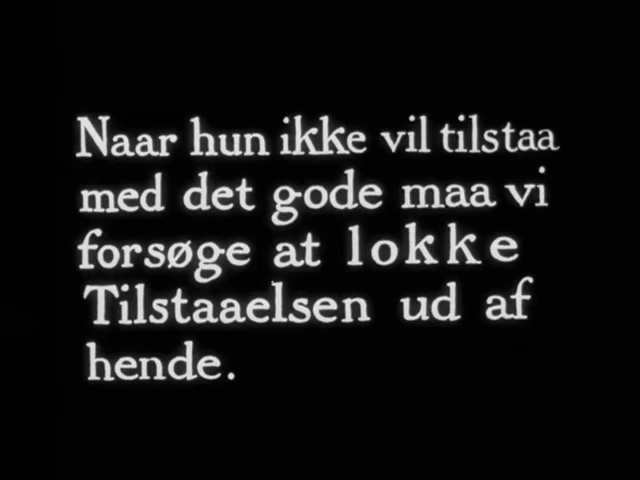 Naar hun ikke vil tilstaa
med det gode maa vi
forsøge at lokke
Tilstaaelsen ud af
hende.